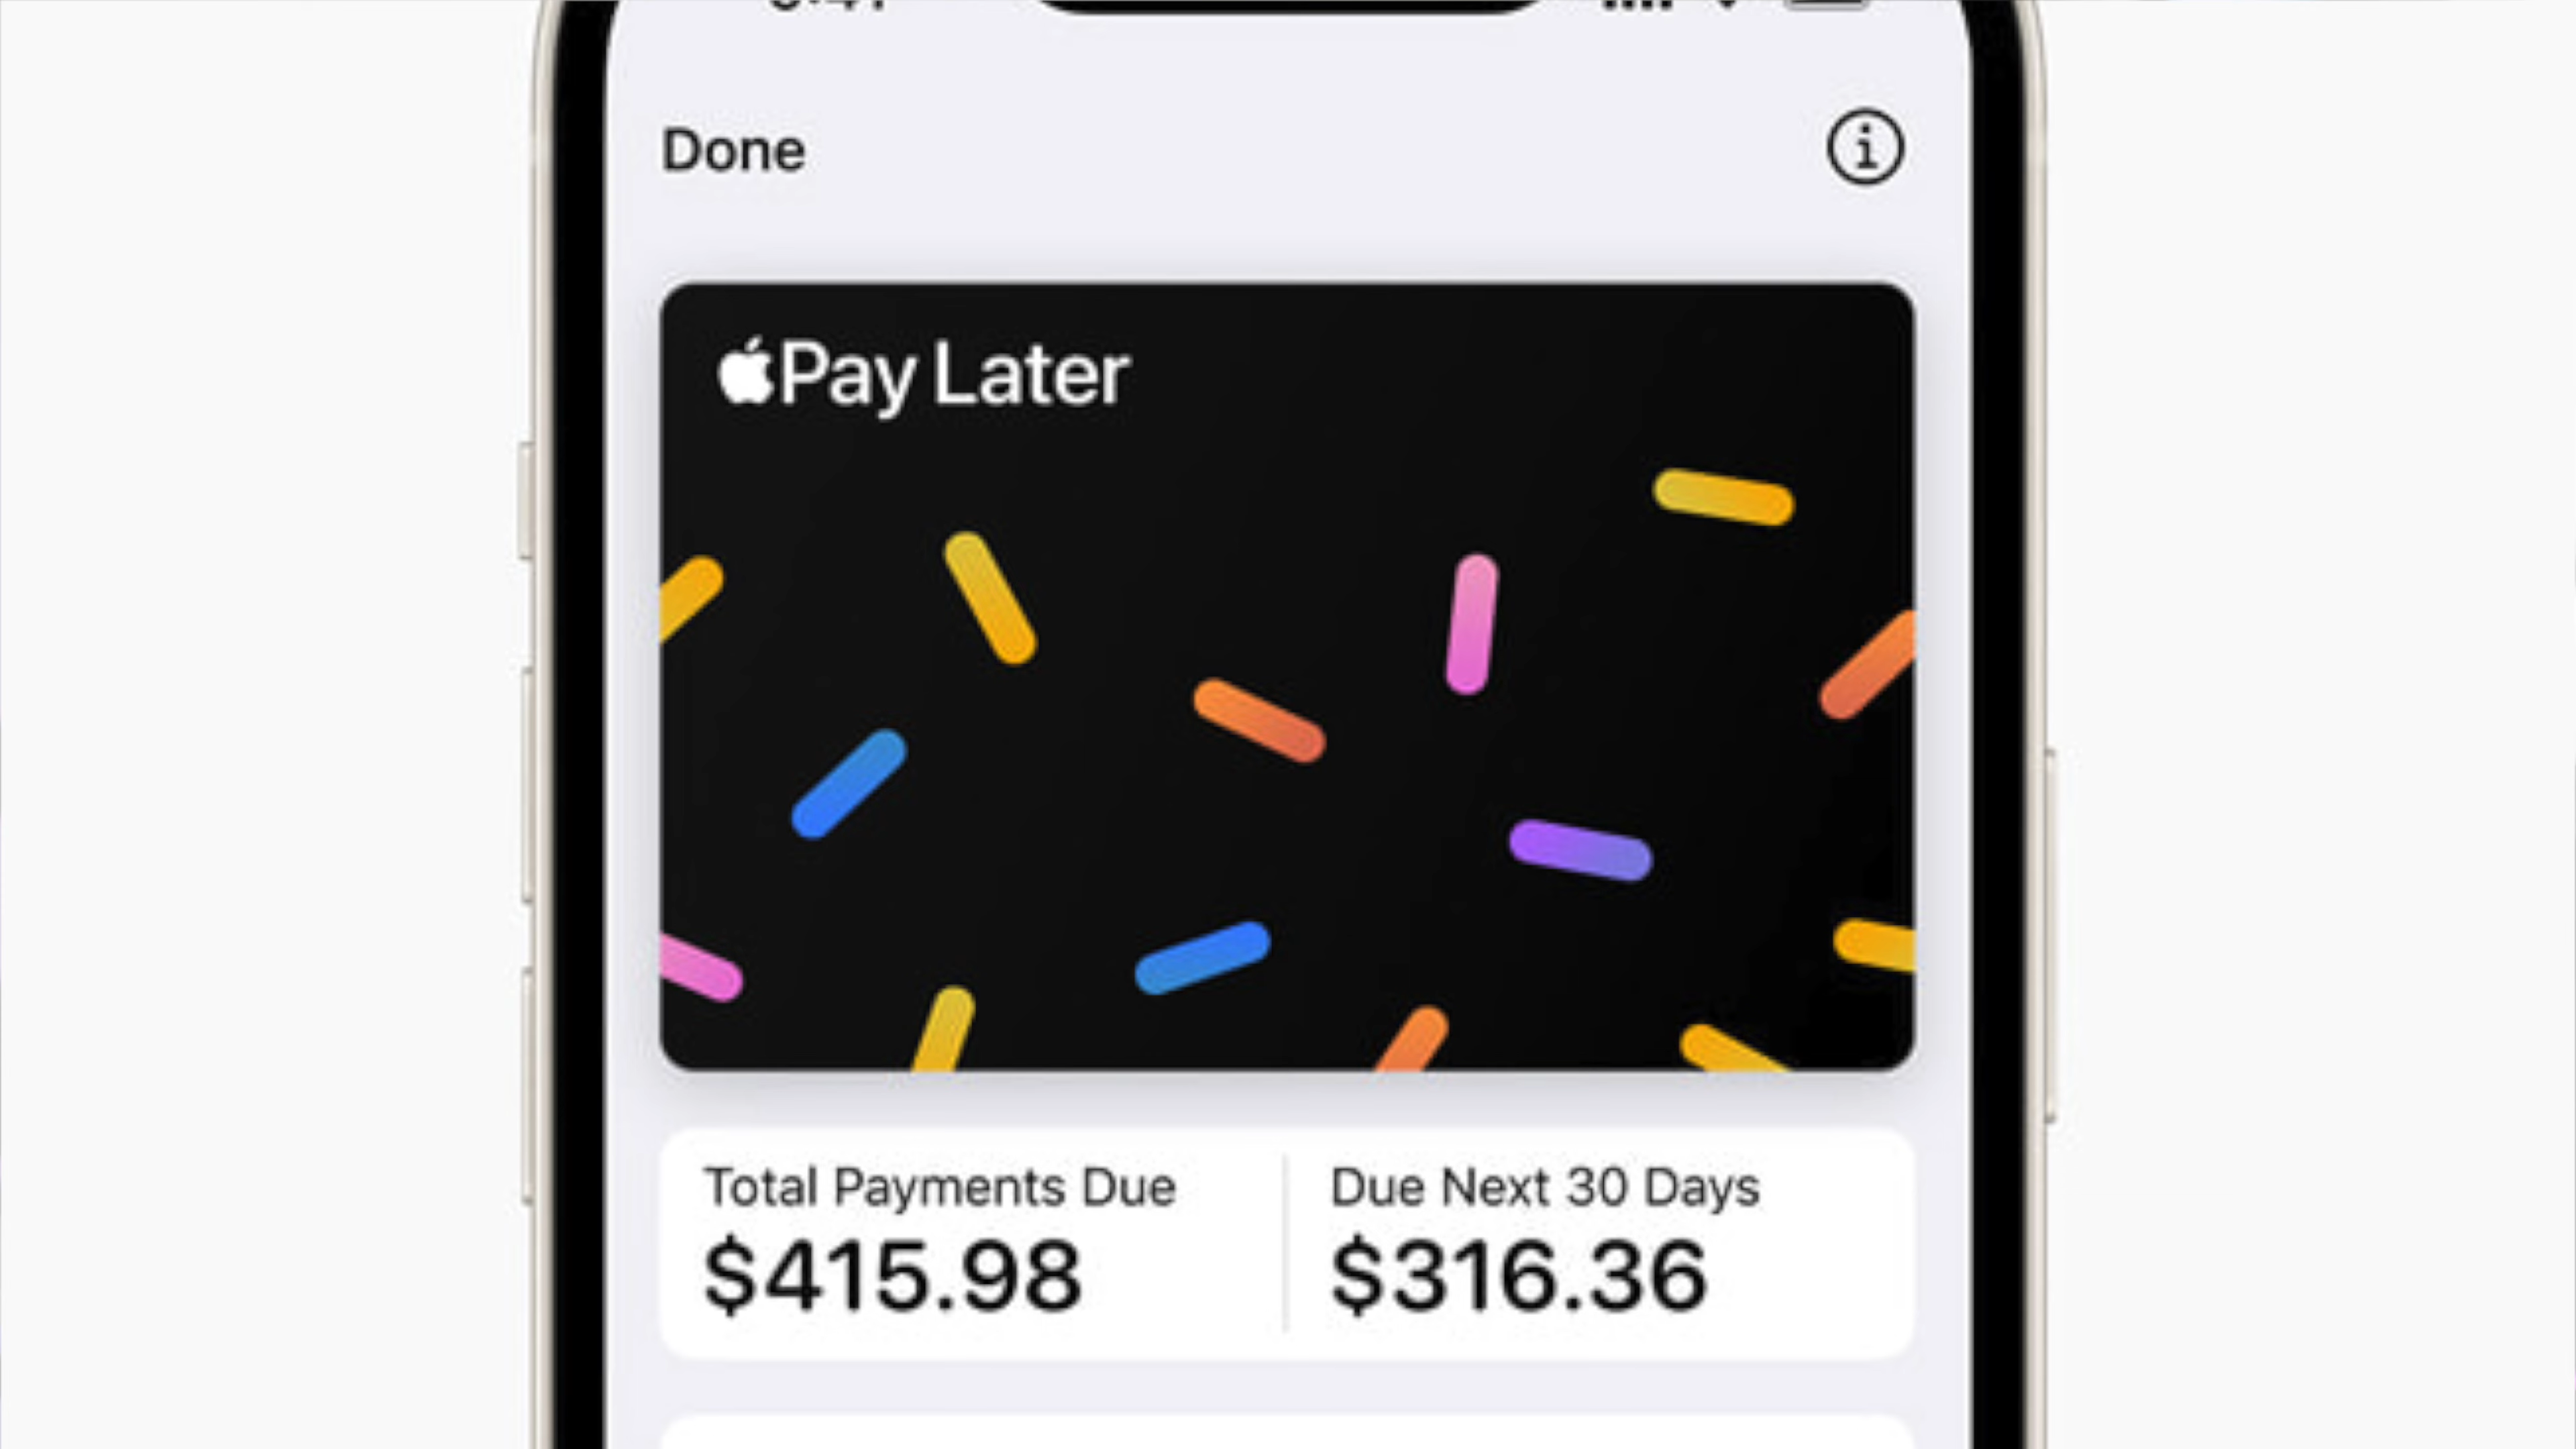 Done
Pay Later
Total Payments Due
$415.98
Due Next 30 Days
$316.36